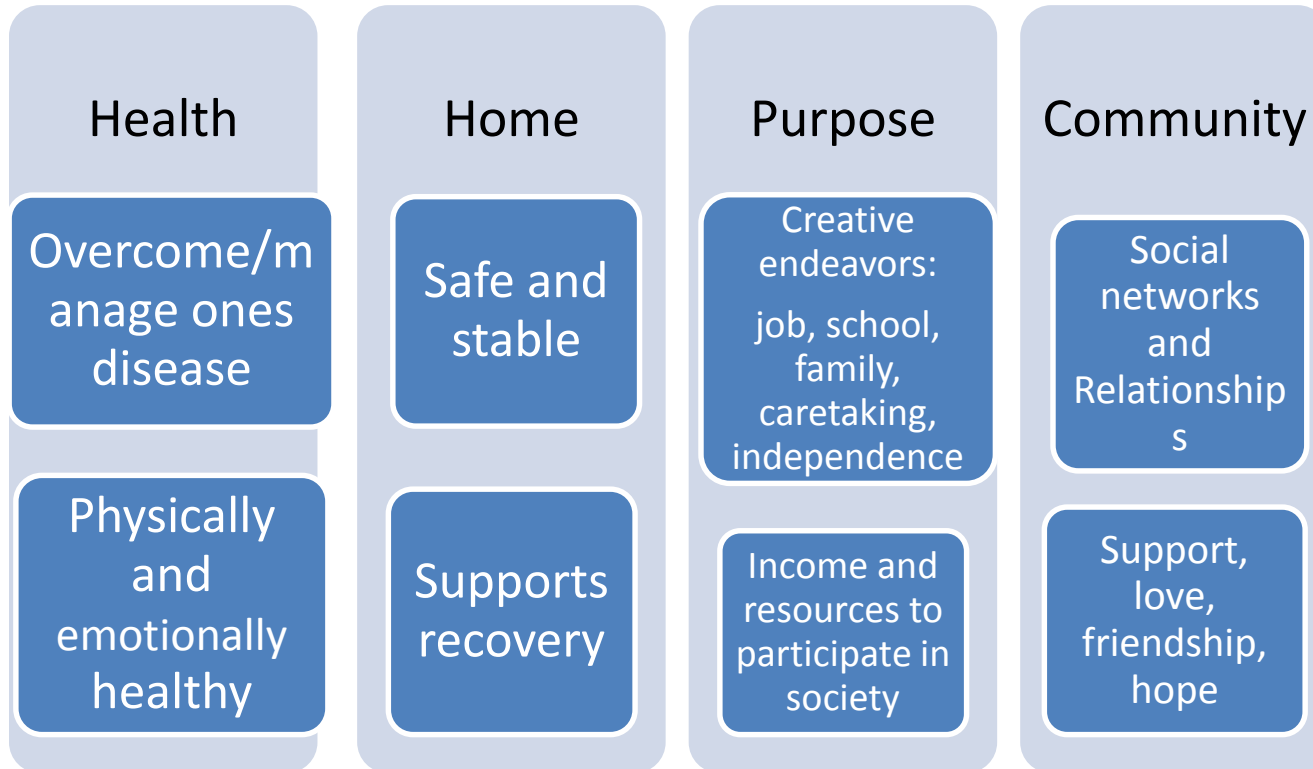 Health
Overcome/m
anage ones
disease
Physically
and
emotionally
healthy
Home
Safe and
stable
Supports
recovery
Purpose
Creative
endeavors:
job, school,
family,
caretaking,
independence
Income and
resources to
participate in
society
Community
Social
networks
and
Relationship
s
Support,
love,
friendship,
hope